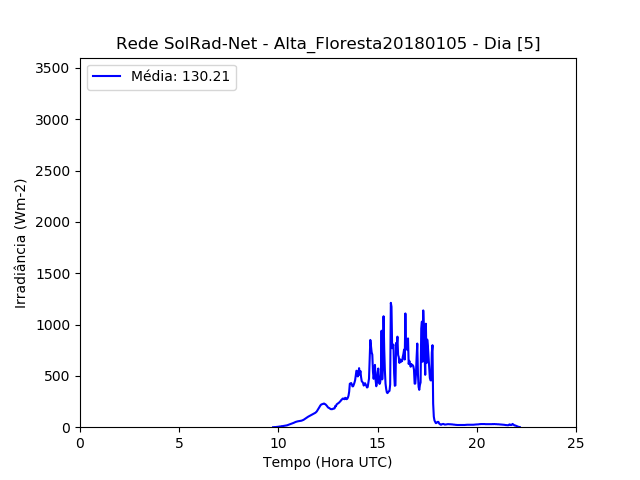 Rede SolRad-Net - Alta_Floresta20180105 - Dia [5]
Média: 130.21
3500
3000
2500
2000
1500
1000
500
0
Irradiância (Wm-2)
0 5 10 15 20 25
Tempo (Hora UTC)